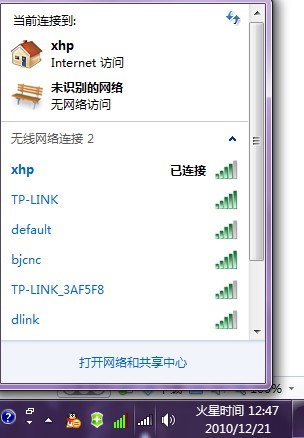 当前连接到:
xhp
Internet 访问
未识别的网络
无网络访问
无线网络连接 2
xhp 已连接
TP-LINK
default
bjcnc
TP-LINK_3AF5F8
dlink
打开网络和共享中心
火星时间 12:47
2010/12/21